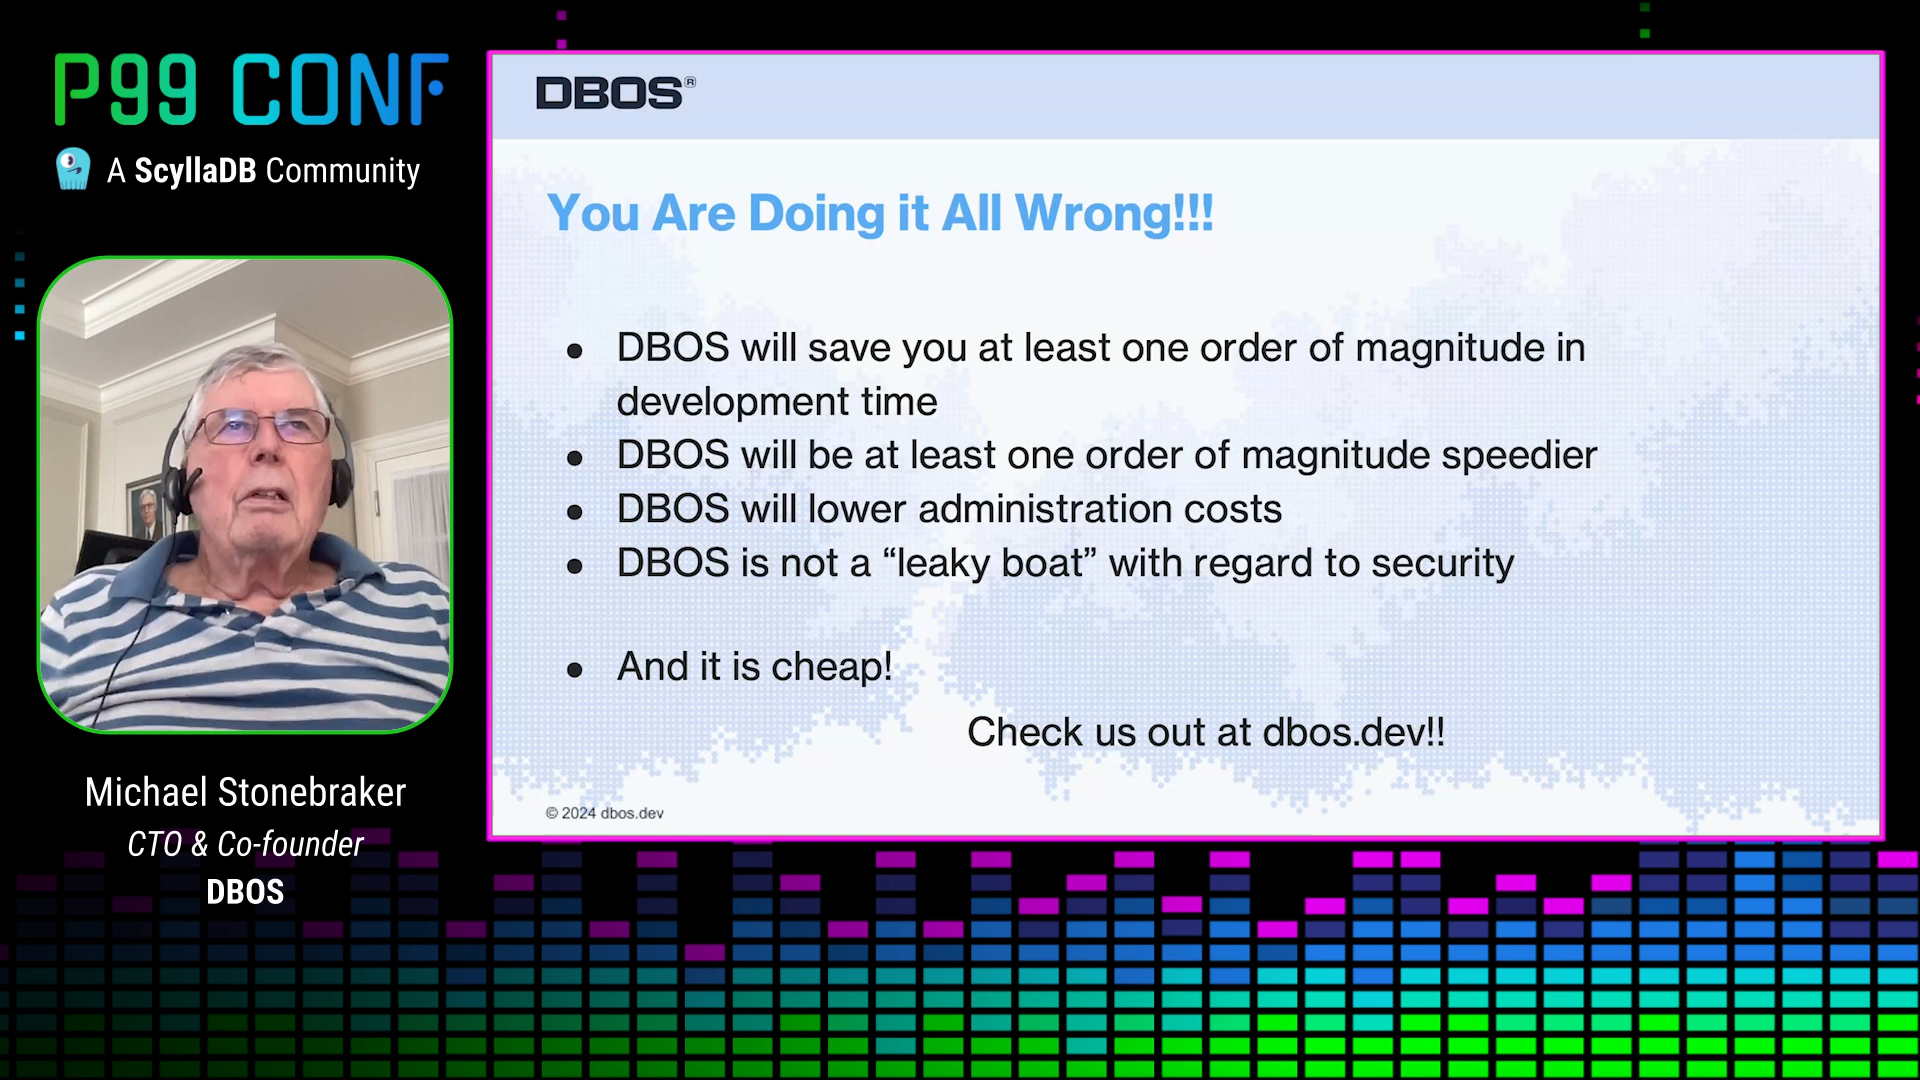 P99 CONF
A ScyllaDB Community
DBOS®
You Are Doing it All Wrong!!!
● DBOS will save you at least one order of magnitude in
development time
● DBOS will be at least one order of magnitude speedier
● DBOS will lower administration costs
● DBOS is not a “leaky boat” with regard to security
● And it is cheap!
Check us out at dbos.dev!!
© 2024 dbos.dev
Michael Stonebraker
CTO & Co-founder
DBOS